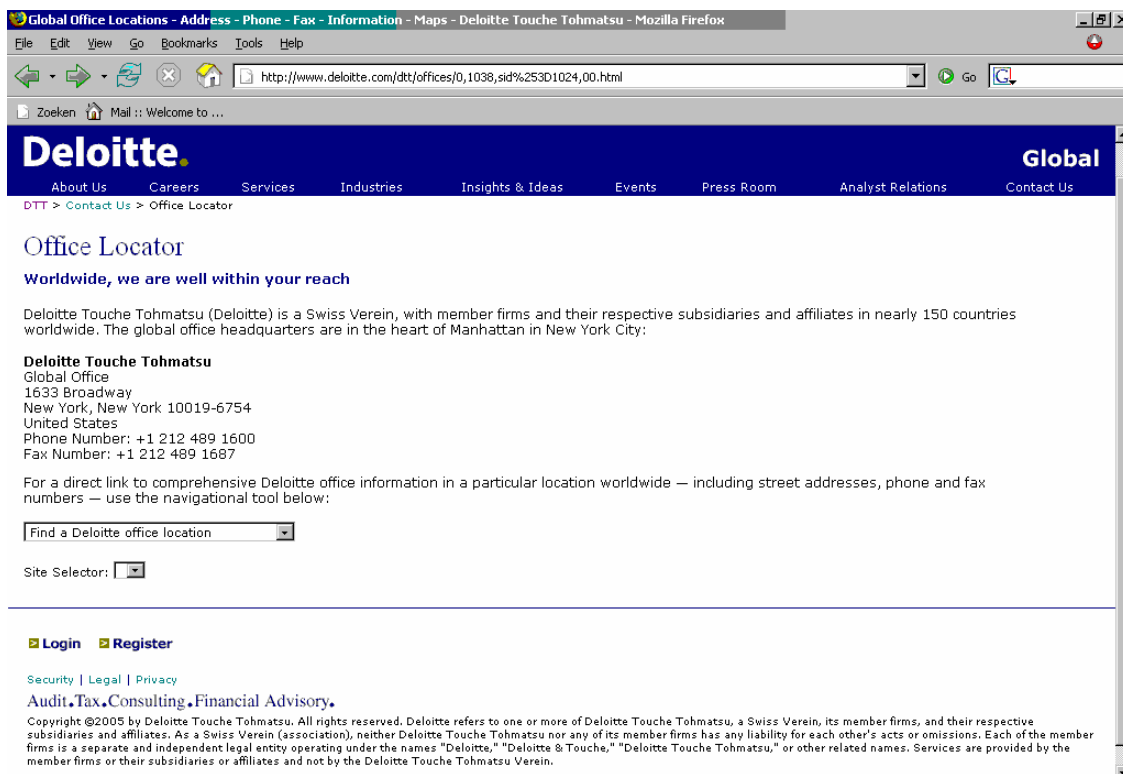 Global Office Locations - Address - Phone - Fax - Information - Maps - Deloitte Touche Tohmatsu - Mozilla Firefox
File Edit View Go Bookmarks Tools Help
http://www.deloitte.com/dtt/offices/0,1038,sid%253D1024,00.html Go G
Zoeken Mail :: Welcome to ...
Deloitte.
Global
About Us Careers Services Industries Insights & Ideas Events Press Room Analyst Relations Contact Us
DTT > Contact Us > Office Locator
Office Locator
Worldwide, we are well within your reach
Deloitte Touche Tohmatsu (Deloitte) is a Swiss Verein, with member firms and their respective subsidiaries and affiliates in nearly 150 countries
worldwide. The global office headquarters are in the heart of Manhattan in New York City:
Deloitte Touche Tohmatsu
Global Office
1633 Broadway
New York, New York 10019-6754
United States
Phone Number: +1 212 489 1600
Fax Number: +1 212 489 1687
For a direct link to comprehensive Deloitte office information in a particular location worldwide — including street addresses, phone and fax
numbers — use the navigational tool below:
Find a Deloitte office location
Site Selector:
Login Register
Security | Legal | Privacy
Audit.Tax.Consulting.Financial Advisory.
Copyright ©2005 by Deloitte Touche Tohmatsu. All rights reserved. Deloitte refers to one or more of Deloitte Touche Tohmatsu, a Swiss Verein, its member firms, and their respective
subsidiaries and affiliates. As a Swiss Verein (association), neither Deloitte Touche Tohmatsu nor any of its member firms has any liability for each other's acts or omissions. Each of the member
firms is a separate and independent legal entity operating under the names "Deloitte," "Deloitte & Touche," "Deloitte Touche Tohmatsu," or other related names. Services are provided by the
member firms or their subsidiaries or affiliates and not by the Deloitte Touche Tohmatsu Verein.